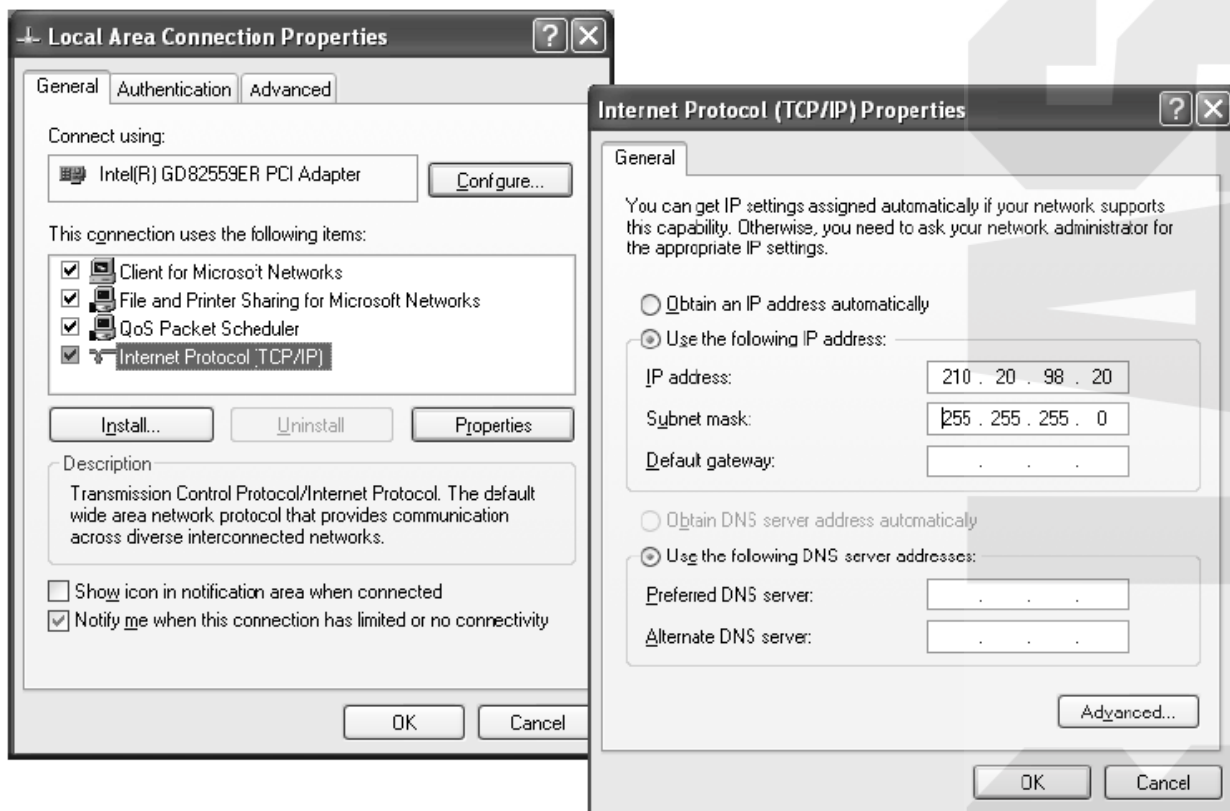 Local Area Connection Properties
General Authentication Advanced
Connect using:
Intel(R) GD82559ER PCI Adapter
Configure...
This connection uses the following items:
Client for Microsoft Networks
File and Printer Sharing for Microsoft Networks
QoS Packet Scheduler
Internet Protocol (TCP/IP)
Install... Uninstall Properties
Description
Transmission Control Protocol/Internet Protocol. The default
wide area network protocol that provides communication
across diverse interconnected networks.
Show icon in notification area when connected
Notify me when this connection has limited or no connectivity
OK Cancel
Internet Protocol (TCP/IP) Properties
General
You can get IP settings assigned automatically if your network supports
this capability. Otherwise, you need to ask your network administrator for
the appropriate IP settings.
Obtain an IP address automatically
Use the following IP address:
IP address: 210 . 20 . 98 . 20
Subnet mask: 255 . 255 . 255 . 0
Default gateway: . . .
Obtain DNS server address automatically
Use the following DNS server addresses:
Preferred DNS server: . . .
Alternate DNS server: . . .
Advanced...
OK Cancel